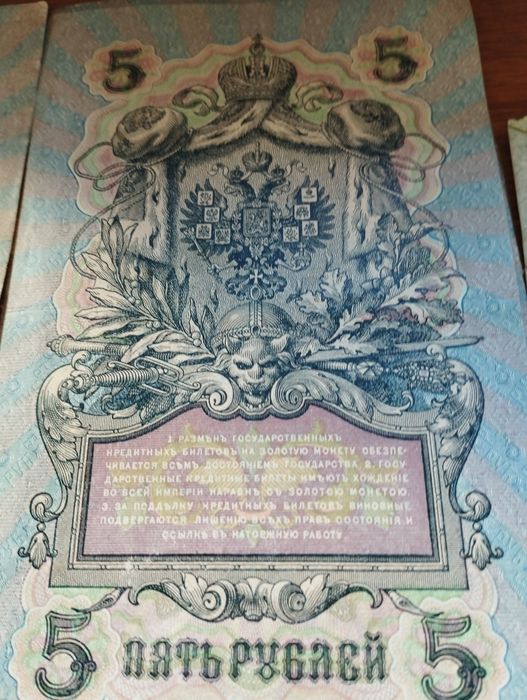 5 5
1. РАЗМѢНЪ ГОСУДАРСТВЕННЫХЪ
КРЕДИТНЫХЪ БИЛЕТОВЪ НА ЗОЛОТУЮ МОНЕТУ ОБЕЗПЕ-
ЧИВАЕТСЯ ВСѢМЪ ДОСТОЯНІЕМЪ ГОСУДАРСТВА. 2. ГОСУ
ДАРСТВЕННЫЕ КРЕДИТНЫЕ БИЛЕТЫ ИМѢЮТЪ ХОЖДЕНІЕ
ВО ВСЕЙ ИМПЕРІИ НАРАВНѢ СЪ ЗОЛОТОЮ МОНЕТОЮ.
3. ЗА ПОДДѢЛКУ КРЕДИТНЫХЪ БИЛЕТОВЪ ВИНОВНЫЕ
ПОДВЕРГАЮТСЯ ЛИШЕНІЮ ВСѢХЪ ПРАВЪ СОСТОЯНІЯ И
ССЫЛКѢ ВЪ КАТОРЖНУЮ РАБОТУ
5 ПЯТЬ РУБЛЕЙ 5